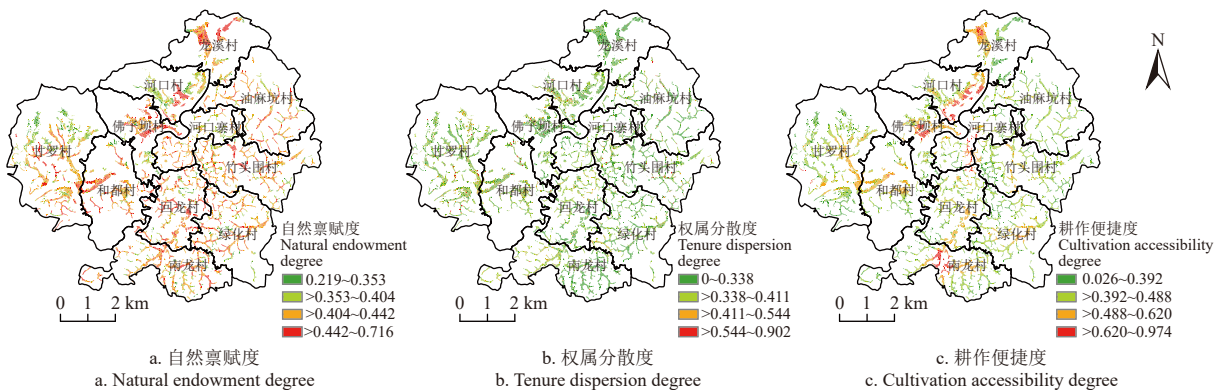 龙溪村
河口村
油麻坑村
佛子坝村
河口寨村
甘罗村
竹头围村
和都村
回龙村
绿化村
南龙村
自然禀赋度
Natural endowment
degree
0.219~0.353
>0.353~0.404
>0.404~0.442
>0.442~0.716
0 1 2 km
a. 自然禀赋度
a. Natural endowment degree
龙溪村
河口村
油麻坑村
佛子坝村
河口寨村
甘罗村
竹头围村
和都村
回龙村
绿化村
南龙村
权属分散度
Tenure dispersion
degree
0~0.338
>0.338~0.411
>0.411~0.544
>0.544~0.902
0 1 2 km
b. 权属分散度
b. Tenure dispersion degree
N
龙溪村
河口村
油麻坑村
佛子坝村
河口寨村
甘罗村
竹头围村
和都村
回龙村
绿化村
南龙村
耕作便捷度
Cultivation accessibility
degree
0.026~0.392
>0.392~0.488
>0.488~0.620
>0.620~0.974
0 1 2 km
c. 耕作便捷度
c. Cultivation accessibility degree